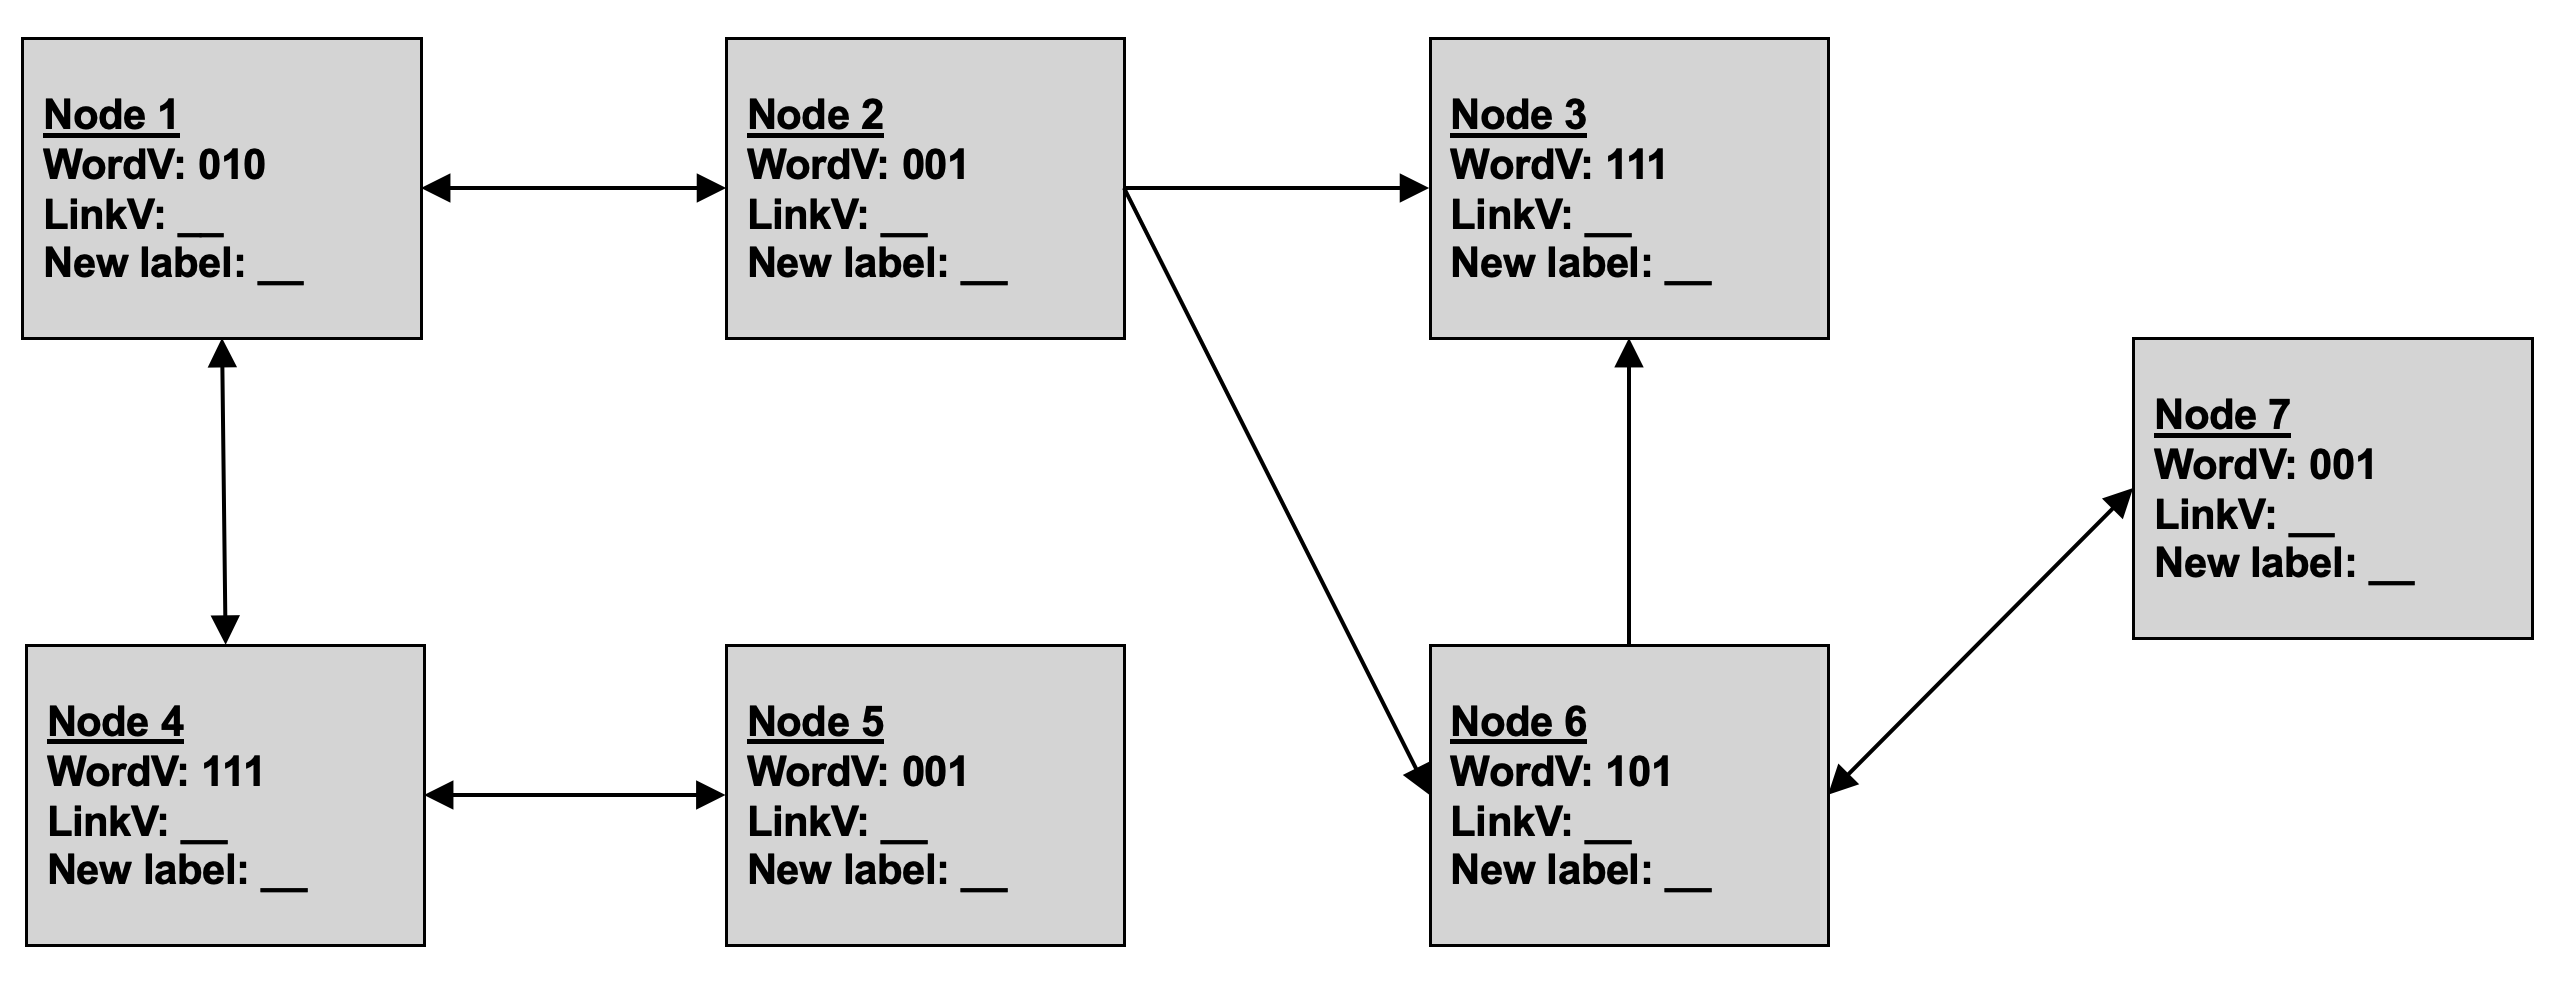 Node 1
WordV: 010
LinkV: __
New label: __
Node 2
WordV: 001
LinkV: __
New label: __
Node 3
WordV: 111
LinkV: __
New label: __
Node 7
WordV: 001
LinkV: __
New label: __
Node 4
WordV: 111
LinkV: __
New label: __
Node 5
WordV: 001
LinkV: __
New label: __
Node 6
WordV: 101
LinkV: __
New label: __